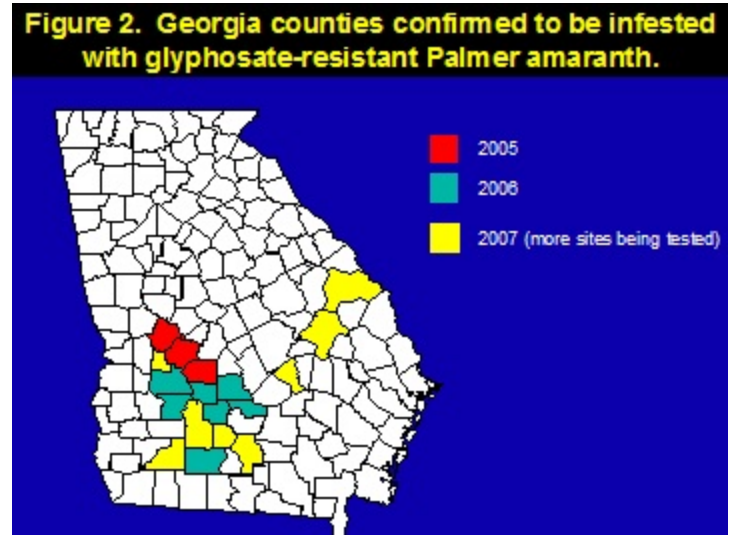 Figure 2. Georgia counties confirmed to be infested
with glyphosate-resistant Palmer amaranth.
2005
2006
2007 (more sites being tested)